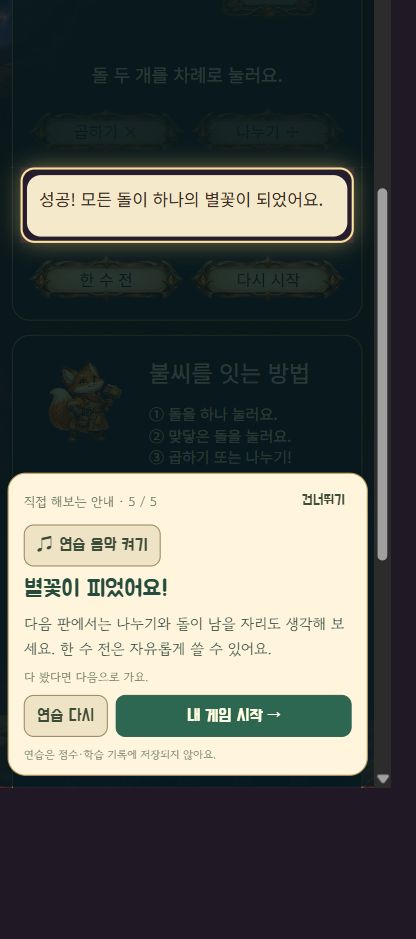 돌 두 개를 차례로 눌러요.
곱하기 ×
나누기 ÷
성공! 모든 돌이 하나의 별꽃이 되었어요.
한 수 전
다시 시작
불씨를 잇는 방법
① 돌을 하나 눌러요.
② 맞닿은 돌을 눌러요.
③ 곱하기 또는 나누기!
직접 해보는 안내 · 5 / 5
건너뛰기
♫ 연습 음악 켜기
별꽃이 피었어요!
다음 판에서는 나누기와 돌이 남을 자리도 생각해 보
세요. 한 수 전은 자유롭게 쓸 수 있어요.
다 봤다면 다음으로 가요.
연습 다시
내 게임 시작 →
연습은 점수·학습 기록에 저장되지 않아요.